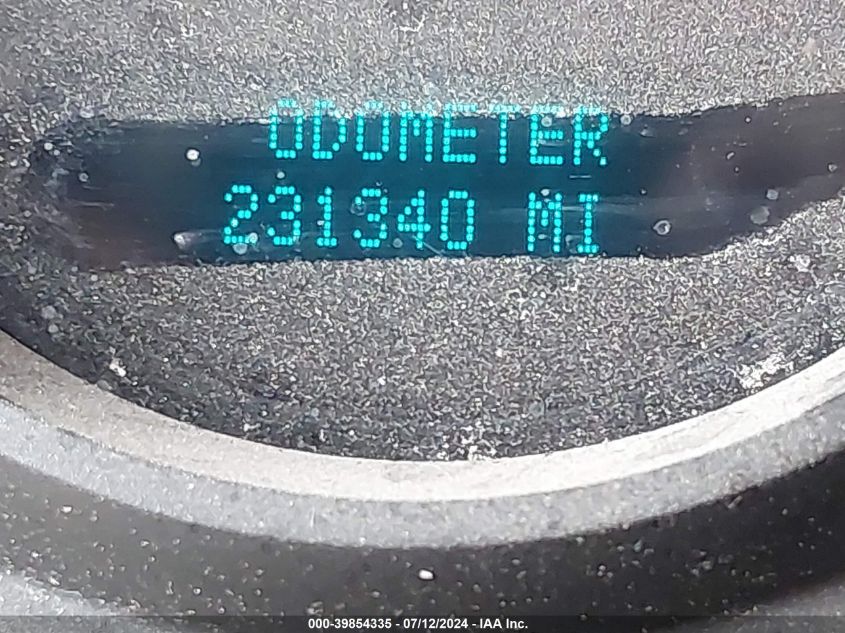 ODOMETER
231340 MI
000-39854335 - 07/12/2024 - IAA Inc.